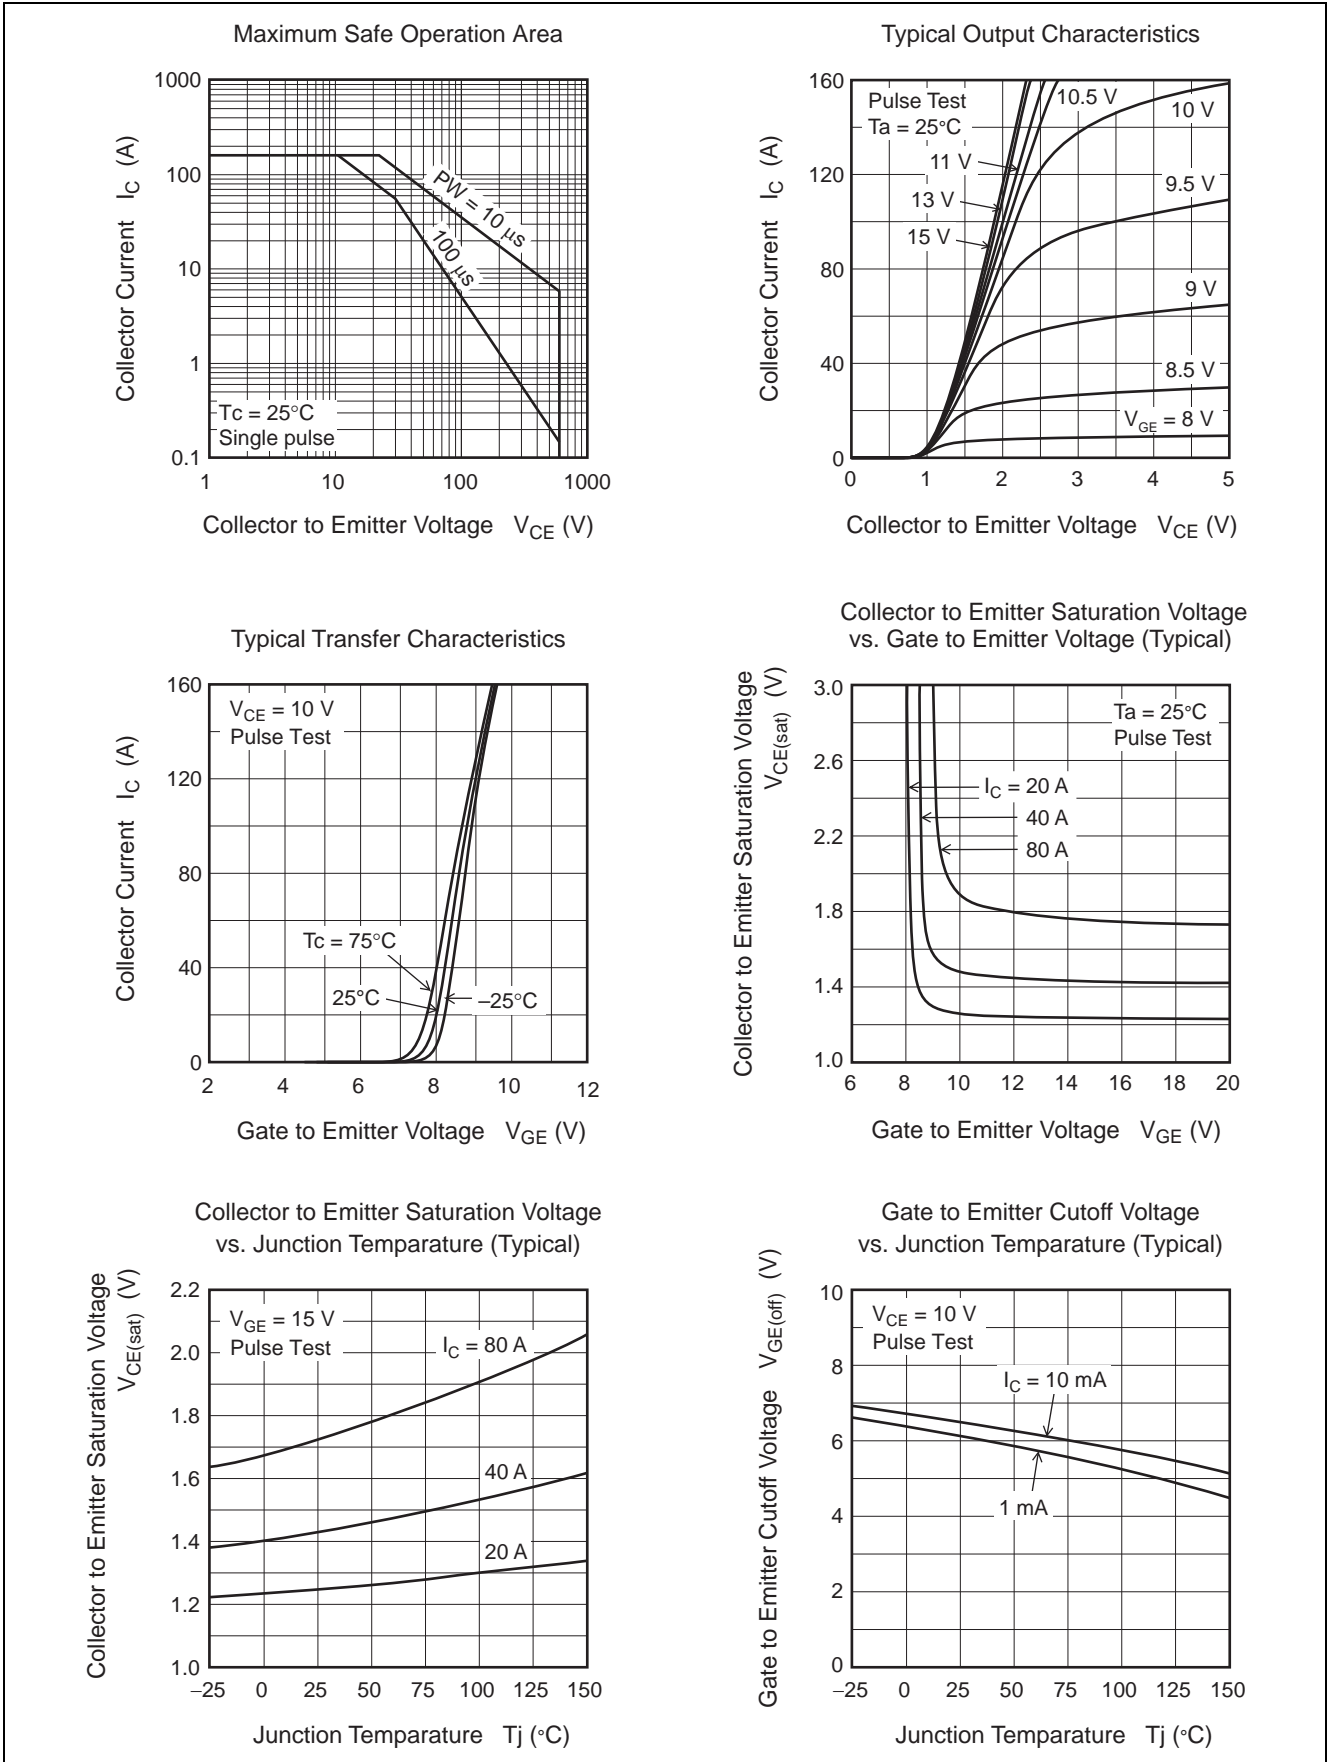 Maximum Safe Operation Area
Collector Current IC (A)
1000
100
10
1
0.1
PW = 10 μs
100 μs
Tc = 25°C
Single pulse
1 10 100 1000
Collector to Emitter Voltage VCE (V)
Typical Output Characteristics
Collector Current IC (A)
160
120
80
40
0
Pulse Test
Ta = 25°C
10.5 V
10 V
11 V
9.5 V
13 V
15 V
9 V
8.5 V
VGE = 8 V
0 1 2 3 4 5
Collector to Emitter Voltage VCE (V)
Typical Transfer Characteristics
Collector Current IC (A)
160
120
80
40
0
VCE = 10 V
Pulse Test
Tc = 75°C
25°C
–25°C
2 4 6 8 10 12
Gate to Emitter Voltage VGE (V)
Collector to Emitter Saturation Voltage
vs. Gate to Emitter Voltage (Typical)
Collector to Emitter Saturation Voltage
VCE(sat) (V)
3.0
2.6
2.2
1.8
1.4
1.0
Ta = 25°C
Pulse Test
IC = 20 A
40 A
80 A
6 8 10 12 14 16 18 20
Gate to Emitter Voltage VGE (V)
Collector to Emitter Saturation Voltage
vs. Junction Temparature (Typical)
Collector to Emitter Saturation Voltage
VCE(sat) (V)
2.2
2.0
1.8
1.6
1.4
1.2
1.0
VGE = 15 V
Pulse Test
IC = 80 A
40 A
20 A
−25 0 25 50 75 100 125 150
Junction Temparature Tj (°C)
Gate to Emitter Cutoff Voltage
vs. Junction Temparature (Typical)
Gate to Emitter Cutoff Voltage VGE(off) (V)
10
8
6
4
2
0
VCE = 10 V
Pulse Test
IC = 10 mA
1 mA
−25 0 25 50 75 100 125 150
Junction Temparature Tj (°C)